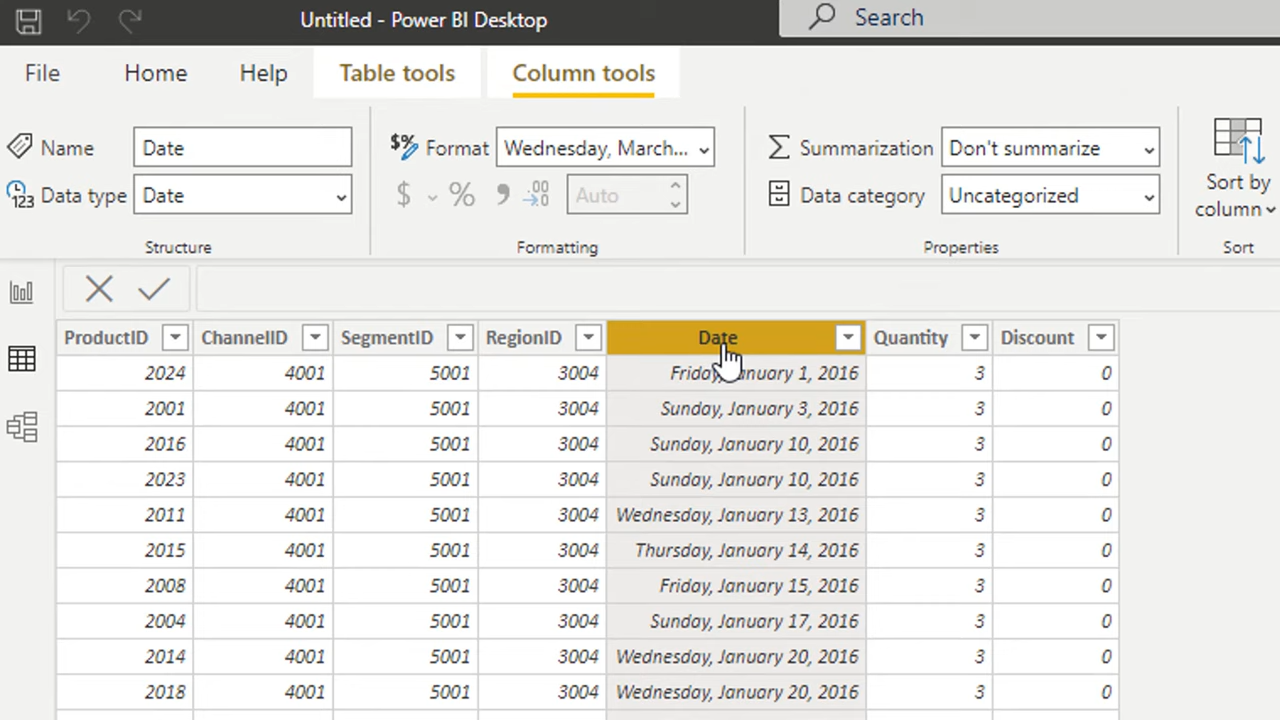 Untitled - Power BI Desktop
Search
File Home Help Table tools Column tools
Name Date $% Format Wednesday, March... Σ Summarization Don't summarize
123 Data type Date $ % 9 .00 .0 Auto Data category Uncategorized
Sort by
column
Structure Formatting Properties Sort
ProductID ChannelID SegmentID RegionID Date Quantity Discount
2024 4001 5001 3004 Friday, January 1, 2016 3 0
2001 4001 5001 3004 Sunday, January 3, 2016 3 0
2016 4001 5001 3004 Sunday, January 10, 2016 3 0
2023 4001 5001 3004 Sunday, January 10, 2016 3 0
2011 4001 5001 3004 Wednesday, January 13, 2016 3 0
2015 4001 5001 3004 Thursday, January 14, 2016 3 0
2008 4001 5001 3004 Friday, January 15, 2016 3 0
2004 4001 5001 3004 Sunday, January 17, 2016 3 0
2014 4001 5001 3004 Wednesday, January 20, 2016 3 0
2018 4001 5001 3004 Wednesday, January 20, 2016 3 0